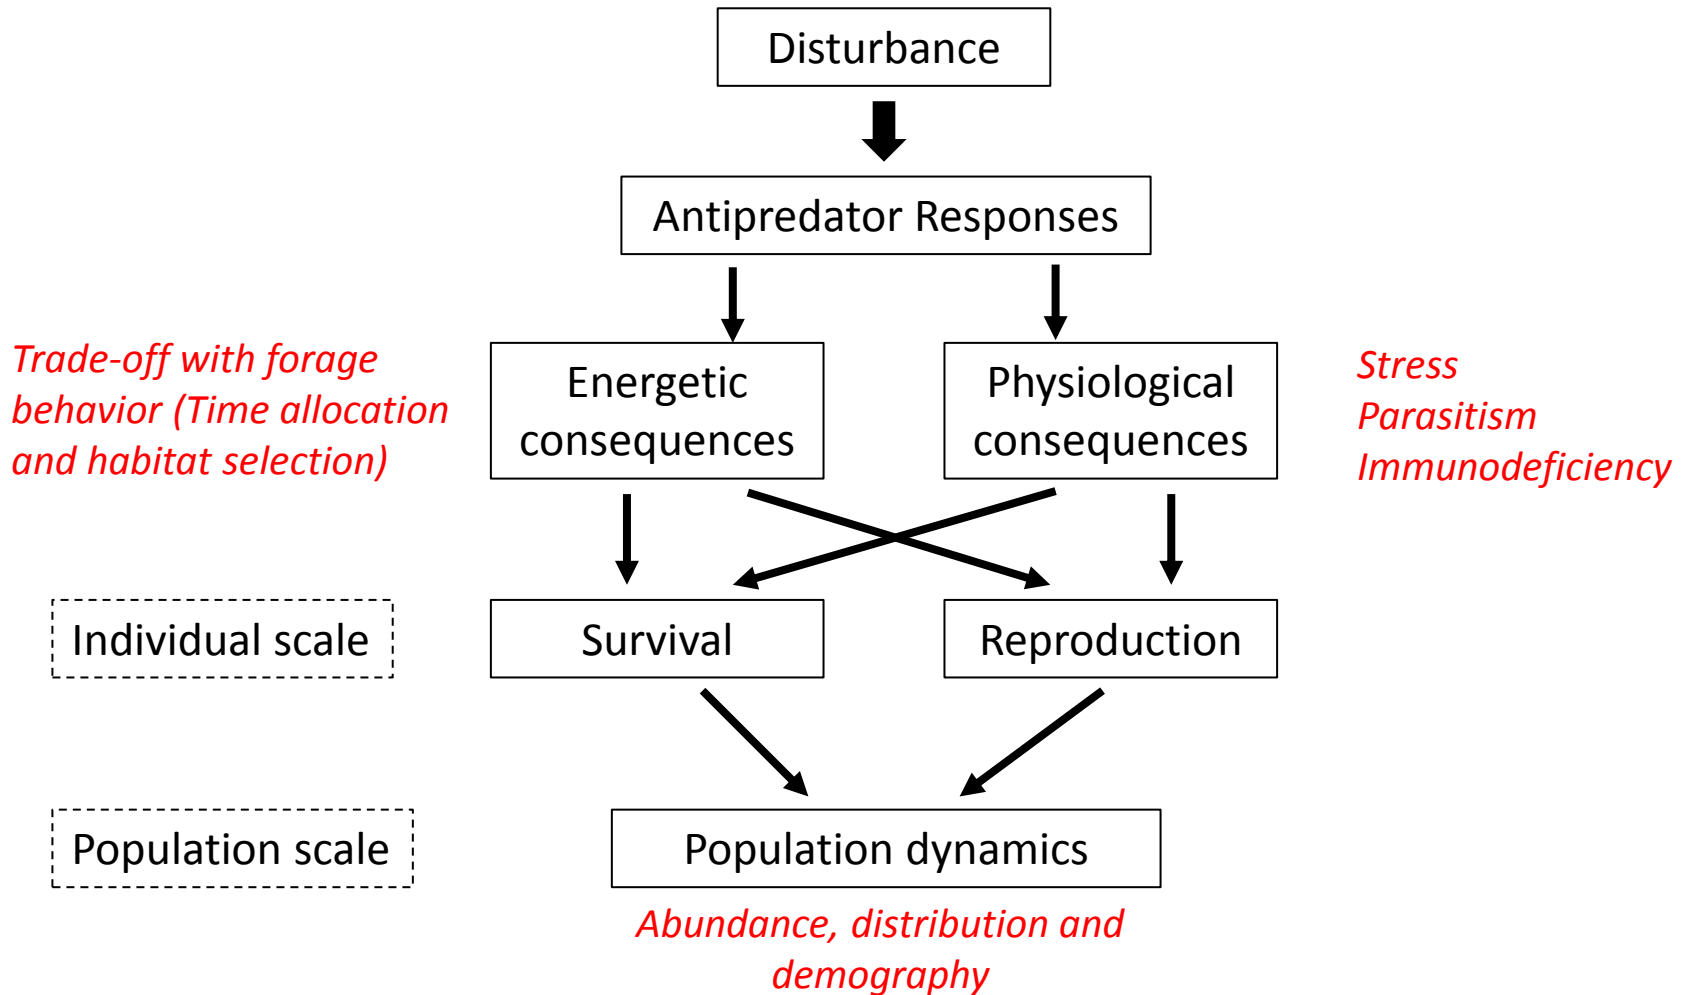 Disturbance
Antipredator Responses
Trade-off with forage
behavior (Time allocation
and habitat selection)
Energetic
consequences
Physiological
consequences
Stress
Parasitism
Immunodeficiency
Individual scale
Survival
Reproduction
Population scale
Population dynamics
Abundance, distribution and
demography